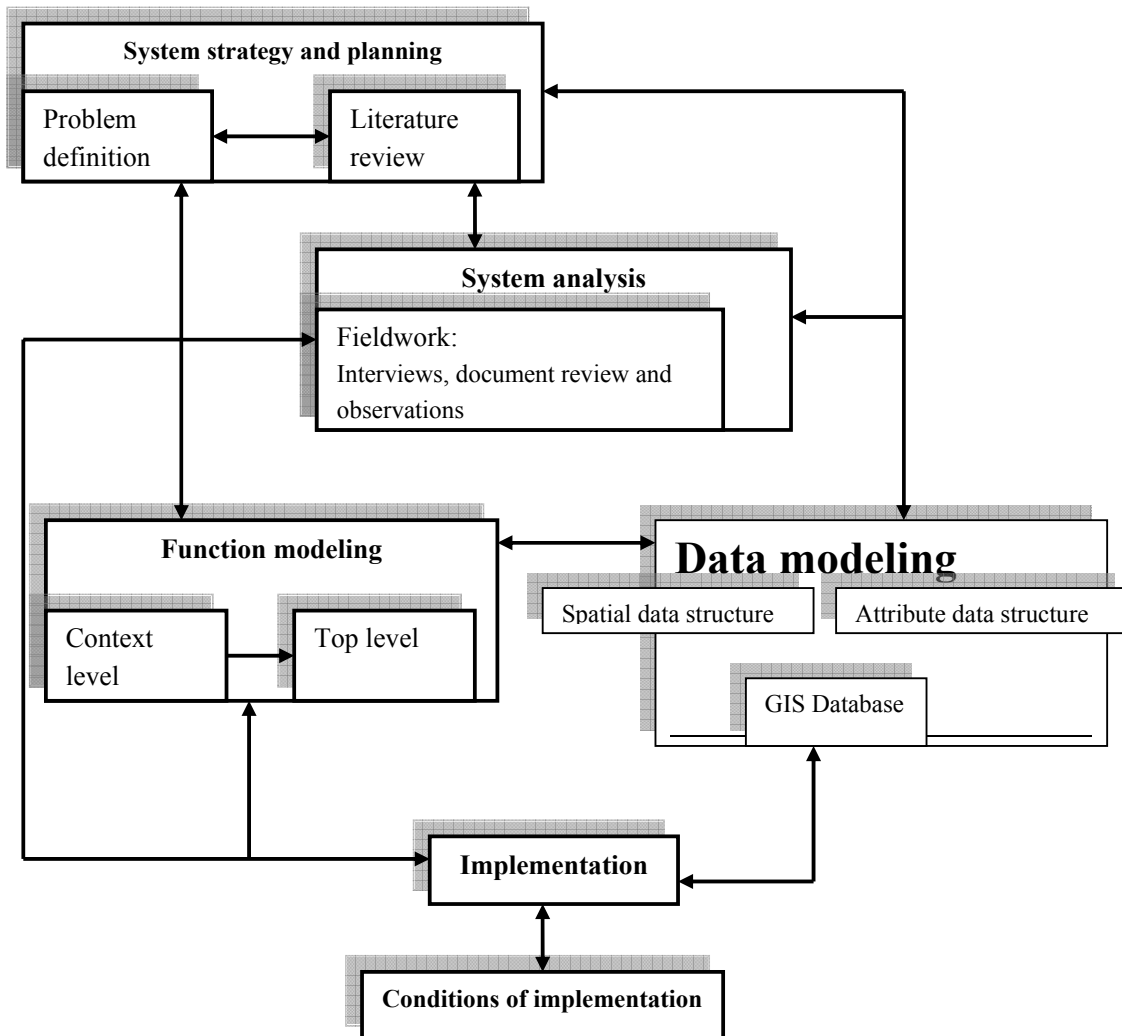 System strategy and planning
Problem
definition
Literature
review
System analysis
Fieldwork:
Interviews, document review and
observations
Function modeling
Context
level
Top level
Data modeling
Spatial data structure
Attribute data structure
GIS Database
Implementation
Conditions of implementation